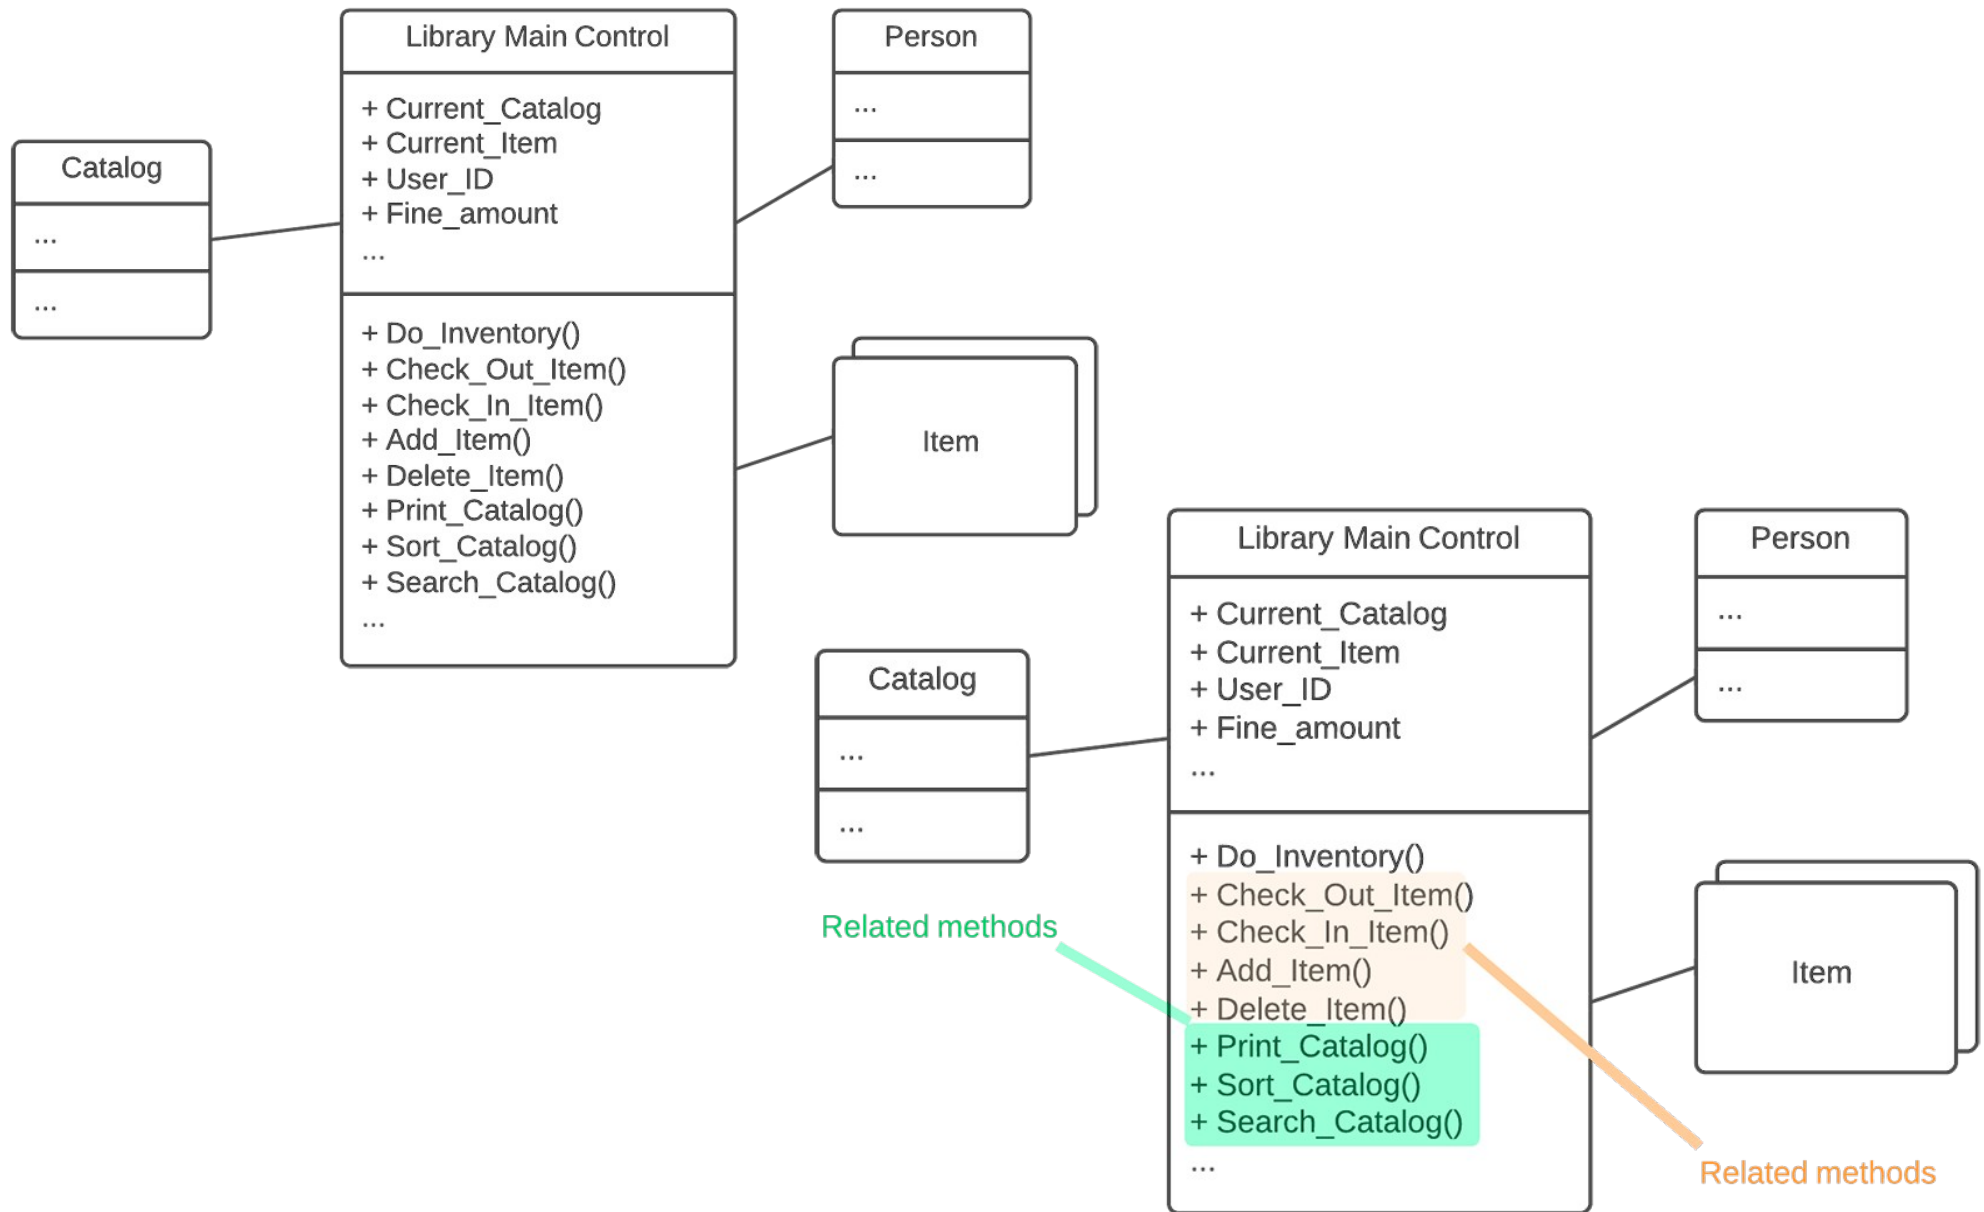 Library Main Control
+ Current_Catalog
+ Current_Item
+ User_ID
+ Fine_amount
...
+ Do_Inventory()
+ Check_Out_Item()
+ Check_In_Item()
+ Add_Item()
+ Delete_Item()
+ Print_Catalog()
+ Sort_Catalog()
+ Search_Catalog()
...
Person
...
...
Catalog
...
...
Item
Library Main Control
+ Current_Catalog
+ Current_Item
+ User_ID
+ Fine_amount
...
+ Do_Inventory()
+ Check_Out_Item()
+ Check_In_Item()
+ Add_Item()
+ Delete_Item()
+ Print_Catalog()
+ Sort_Catalog()
+ Search_Catalog()
...
Person
...
...
Catalog
...
...
Related methods
Item
Related methods